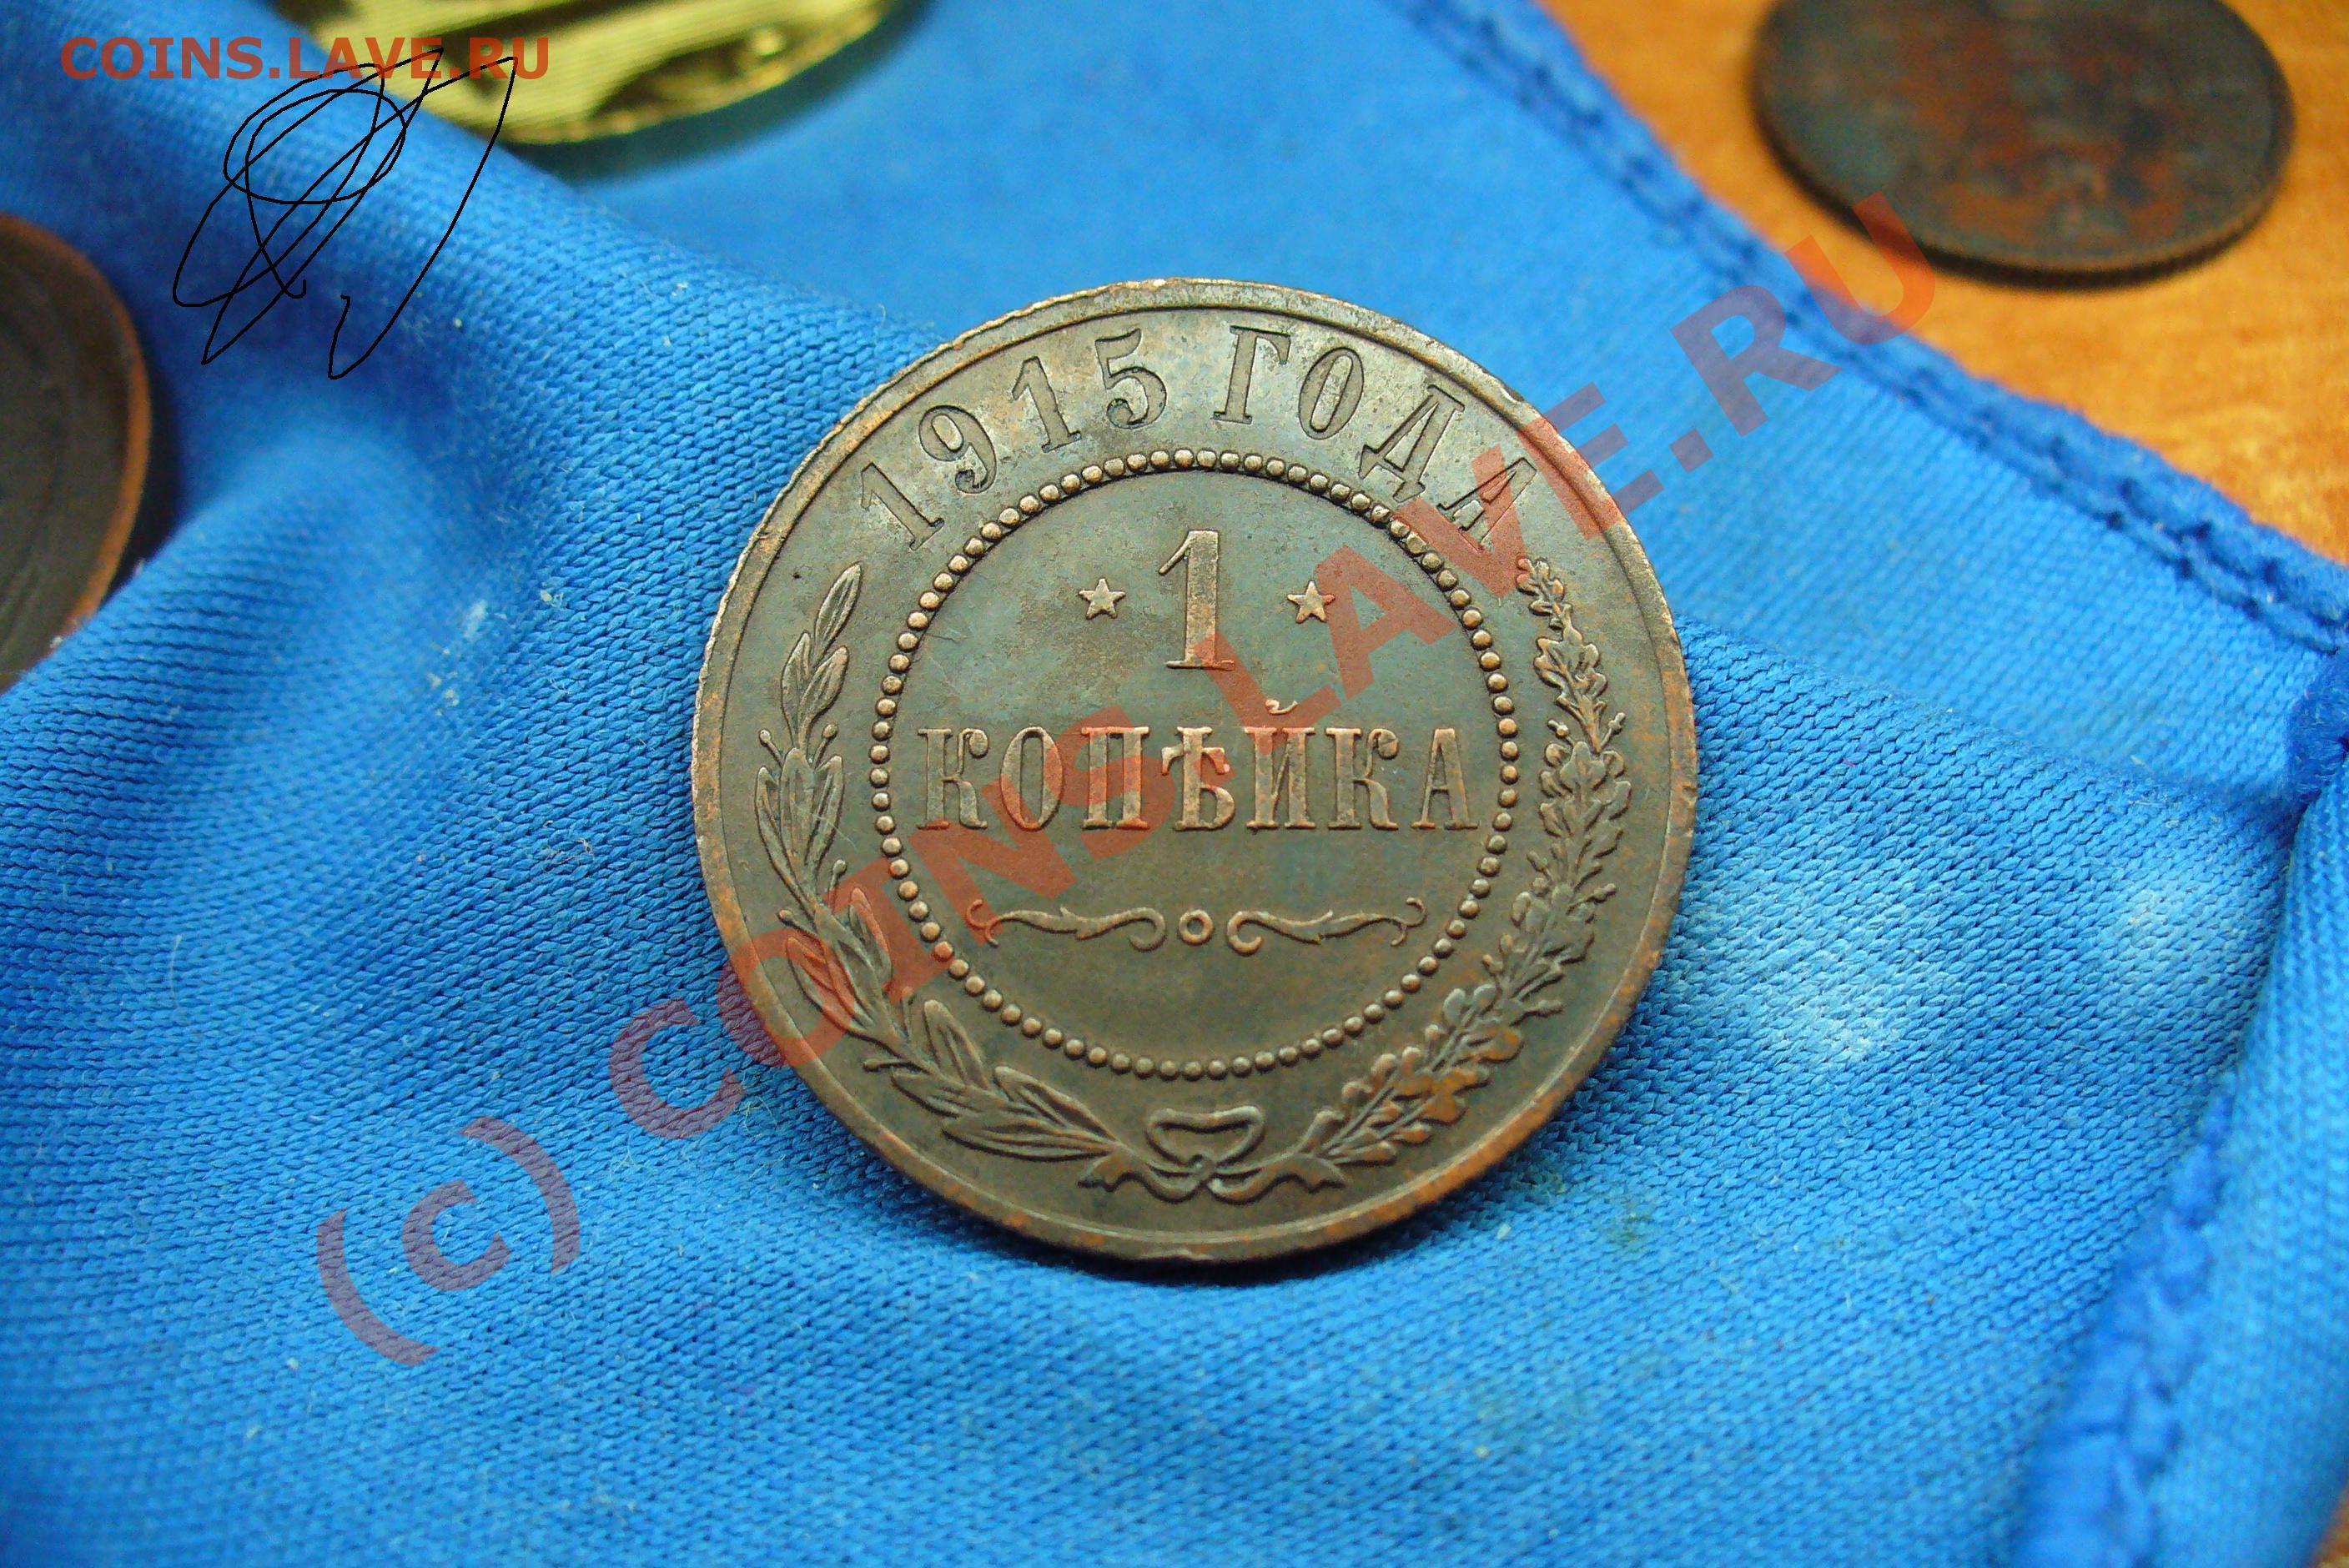 COINS.LAVE.RU
1915 ГОДА
1
КОПѢЙКА
(c) COINS.LAVE.RU